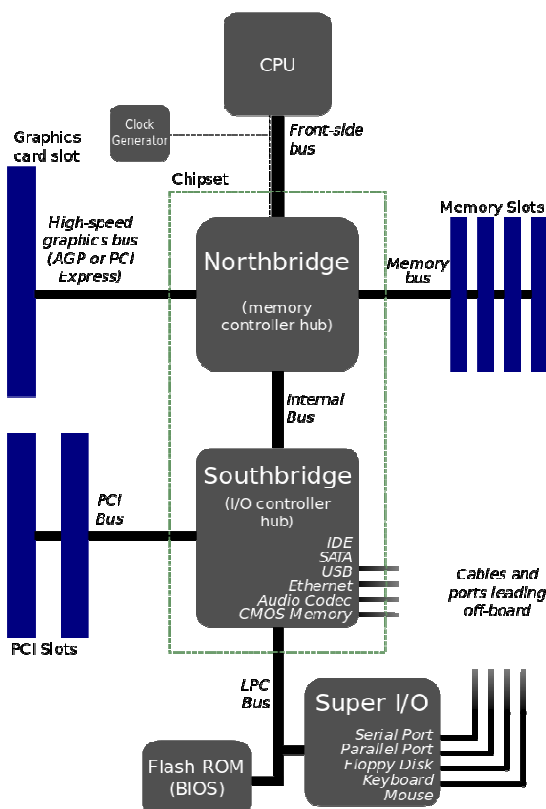 CPU
Clock
Generator
Front-side
bus
Graphics
card slot
Chipset
High-speed
graphics bus
(AGP or PCI
Express)
Northbridge
(memory
controller hub)
Memory
bus
Memory Slots
Internal
Bus
Southbridge
(I/O controller
hub)
PCI
Bus
IDE
SATA
USB
Ethernet
Audio Codec
CMOS Memory
Cables and
ports leading
off-board
PCI Slots
LPC
Bus
Super I/O
Serial Port
Parallel Port
Floppy Disk
Keyboard
Mouse
Flash ROM
(BIOS)